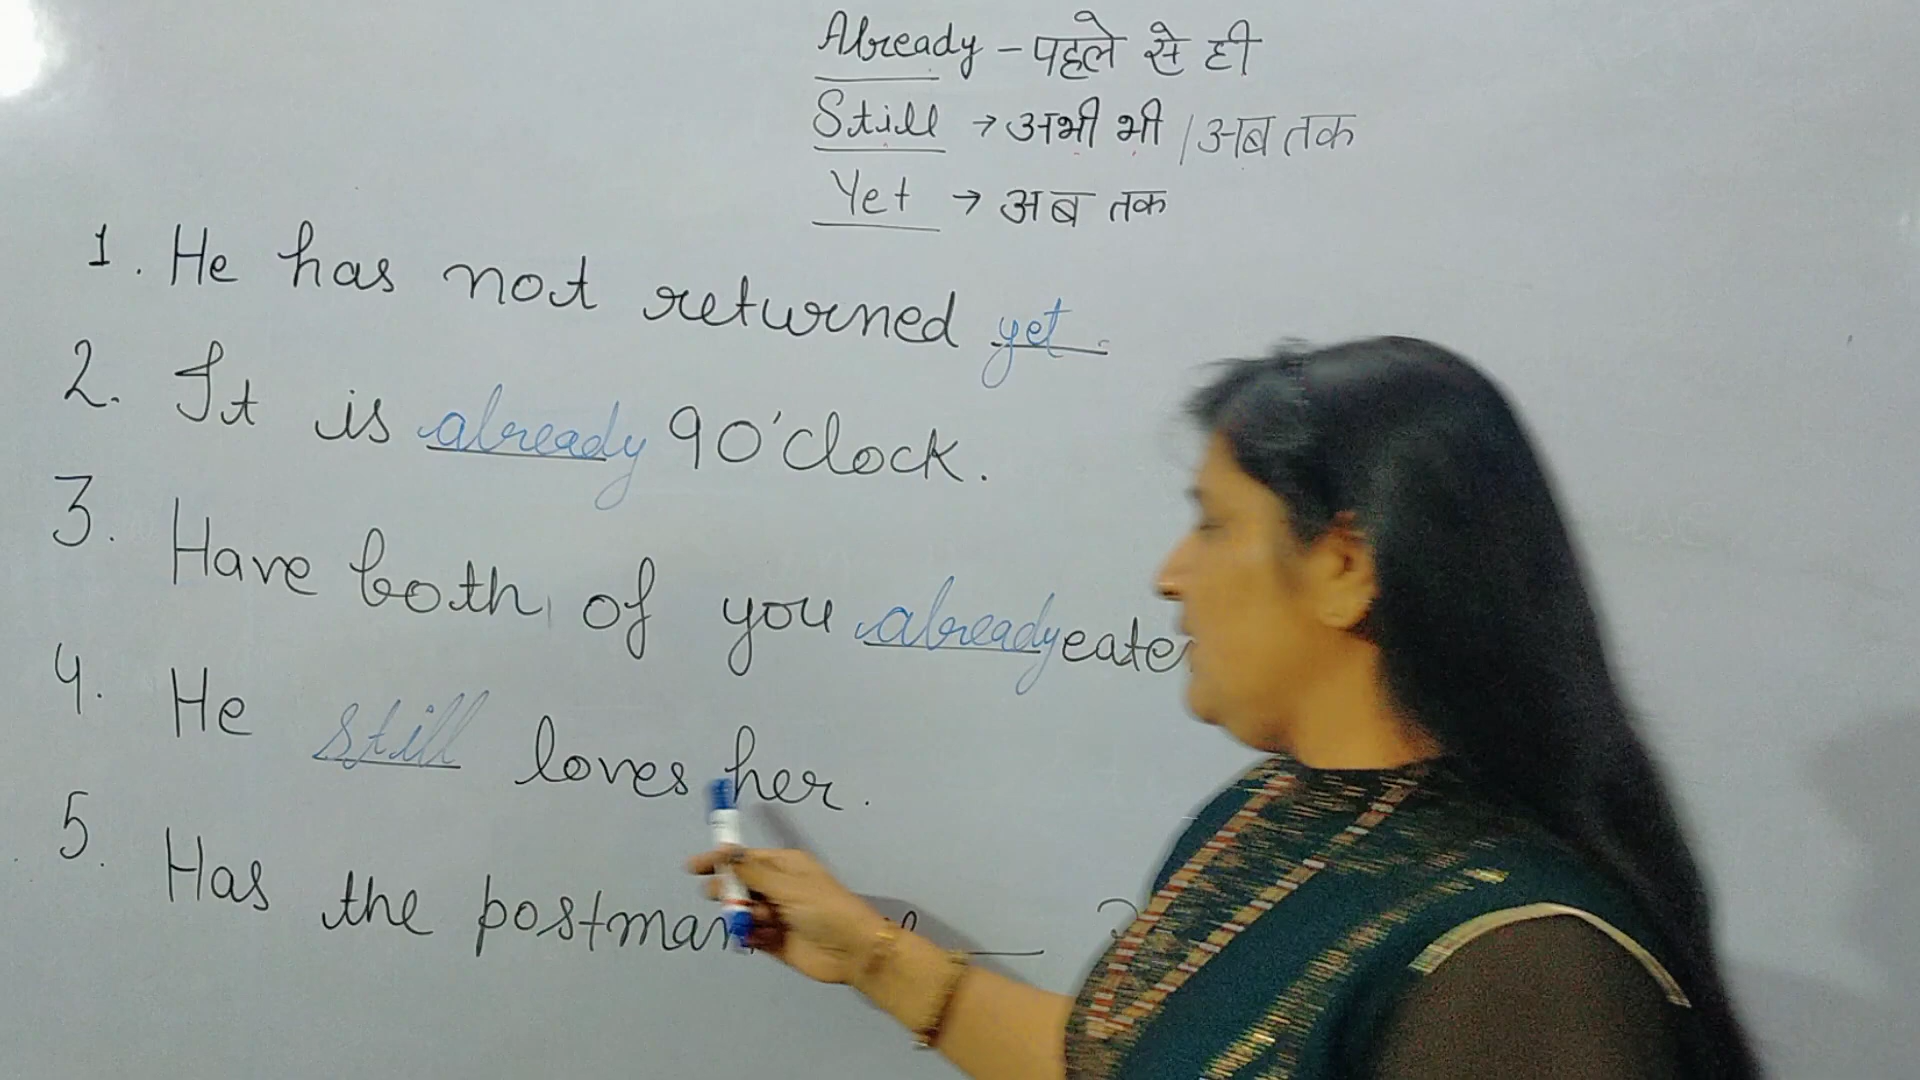 Already - पहले से ही
Still → अभी भी / अब तक
Yet → अब तक
1. He has not returned yet.
2. It is already 9 O'clock.
3. Have both of you already
4. He still loves her.
5. Has the postman ?